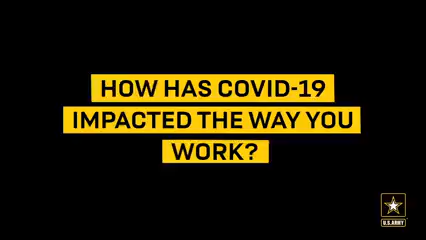 HOW HAS COVID-19
IMPACTED THE WAY YOU
WORK?
U.S. ARMY